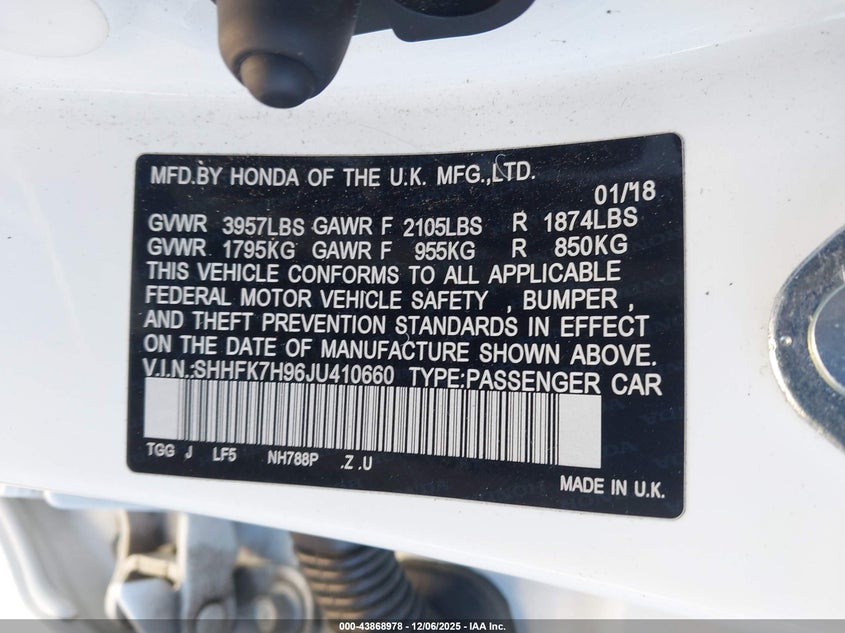 MFD.BY HONDA OF THE U.K. MFG.,LTD.
01/18
GVWR 3957LBS GAWR F 2105LBS R 1874LBS
GVWR 1795KG GAWR F 955KG R 850KG
THIS VEHICLE CONFORMS TO ALL APPLICABLE
FEDERAL MOTOR VEHICLE SAFETY , BUMPER ,
AND THEFT PREVENTION STANDARDS IN EFFECT
ON THE DATE OF MANUFACTURE SHOWN ABOVE.
V.I.N.:SHHFK7H96JU410660 TYPE:PASSENGER CAR
TGG J LF5 NH788P .Z .U
MADE IN U.K.
000-43868978 - 12/06/2025 - IAA Inc.